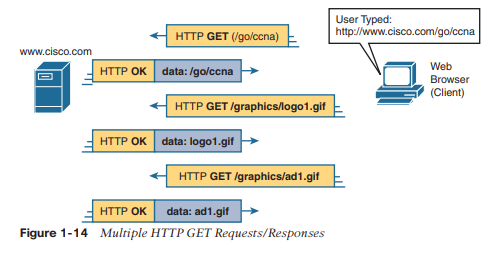 User Typed:
http://www.cisco.com/go/ccna
HTTP GET (/go/ccna)
www.cisco.com
Web
Browser
(Client)
HTTP OK data: /go/ccna
HTTP GET /graphics/logo1.gif
HTTP OK data: logo1.gif
HTTP GET /graphics/ad1.gif
HTTP OK data: ad1.gif
Figure 1-14 Multiple HTTP GET Requests/Responses